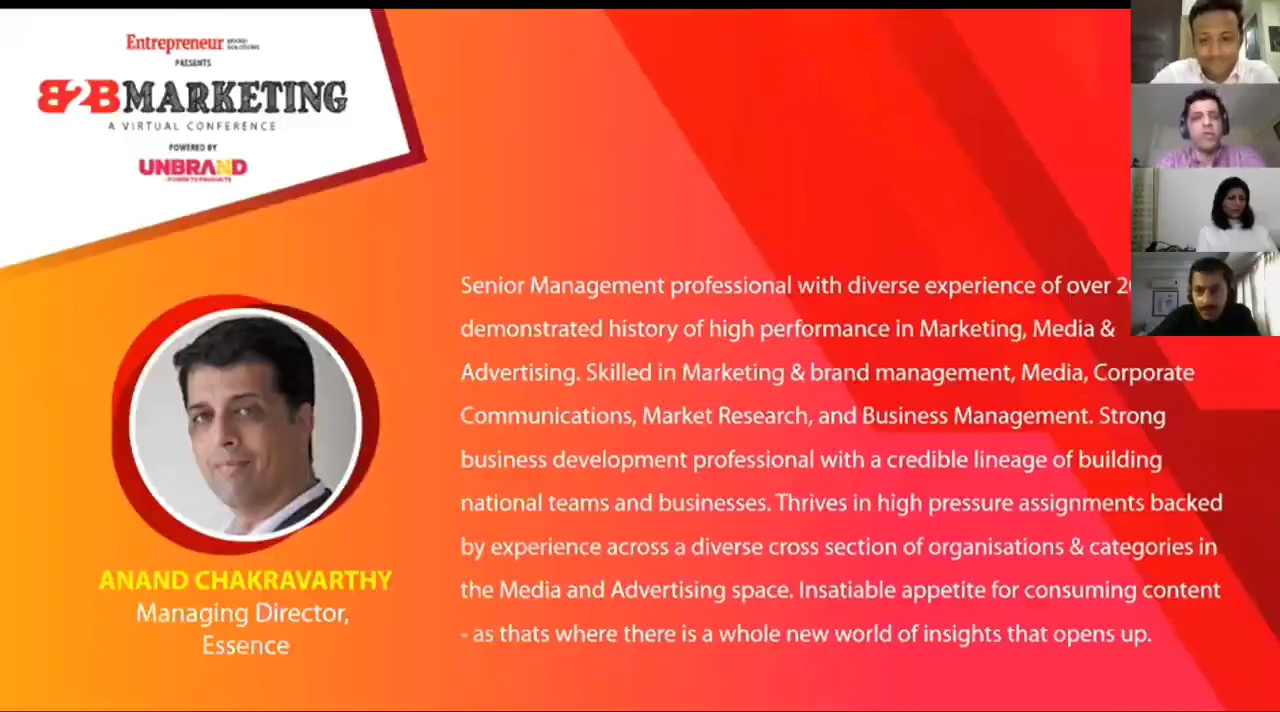 Entrepreneur
PRESENTS
B2B MARKETING
A VIRTUAL CONFERENCE
POWERED BY
UNBRAND
Senior Management professional with diverse experience of over
demonstrated history of high performance in Marketing, Media &
Advertising. Skilled in Marketing & brand management, Media, Corporate
Communications, Market Research, and Business Management. Strong
business development professional with a credible lineage of building
national teams and businesses. Thrives in high pressure assignments backed
by experience across a diverse cross section of organisations & categories in
the Media and Advertising space. Insatiable appetite for consuming content
- as thats where there is a whole new world of insights that opens up.
ANAND CHAKRAVARTHY
Managing Director,
Essence